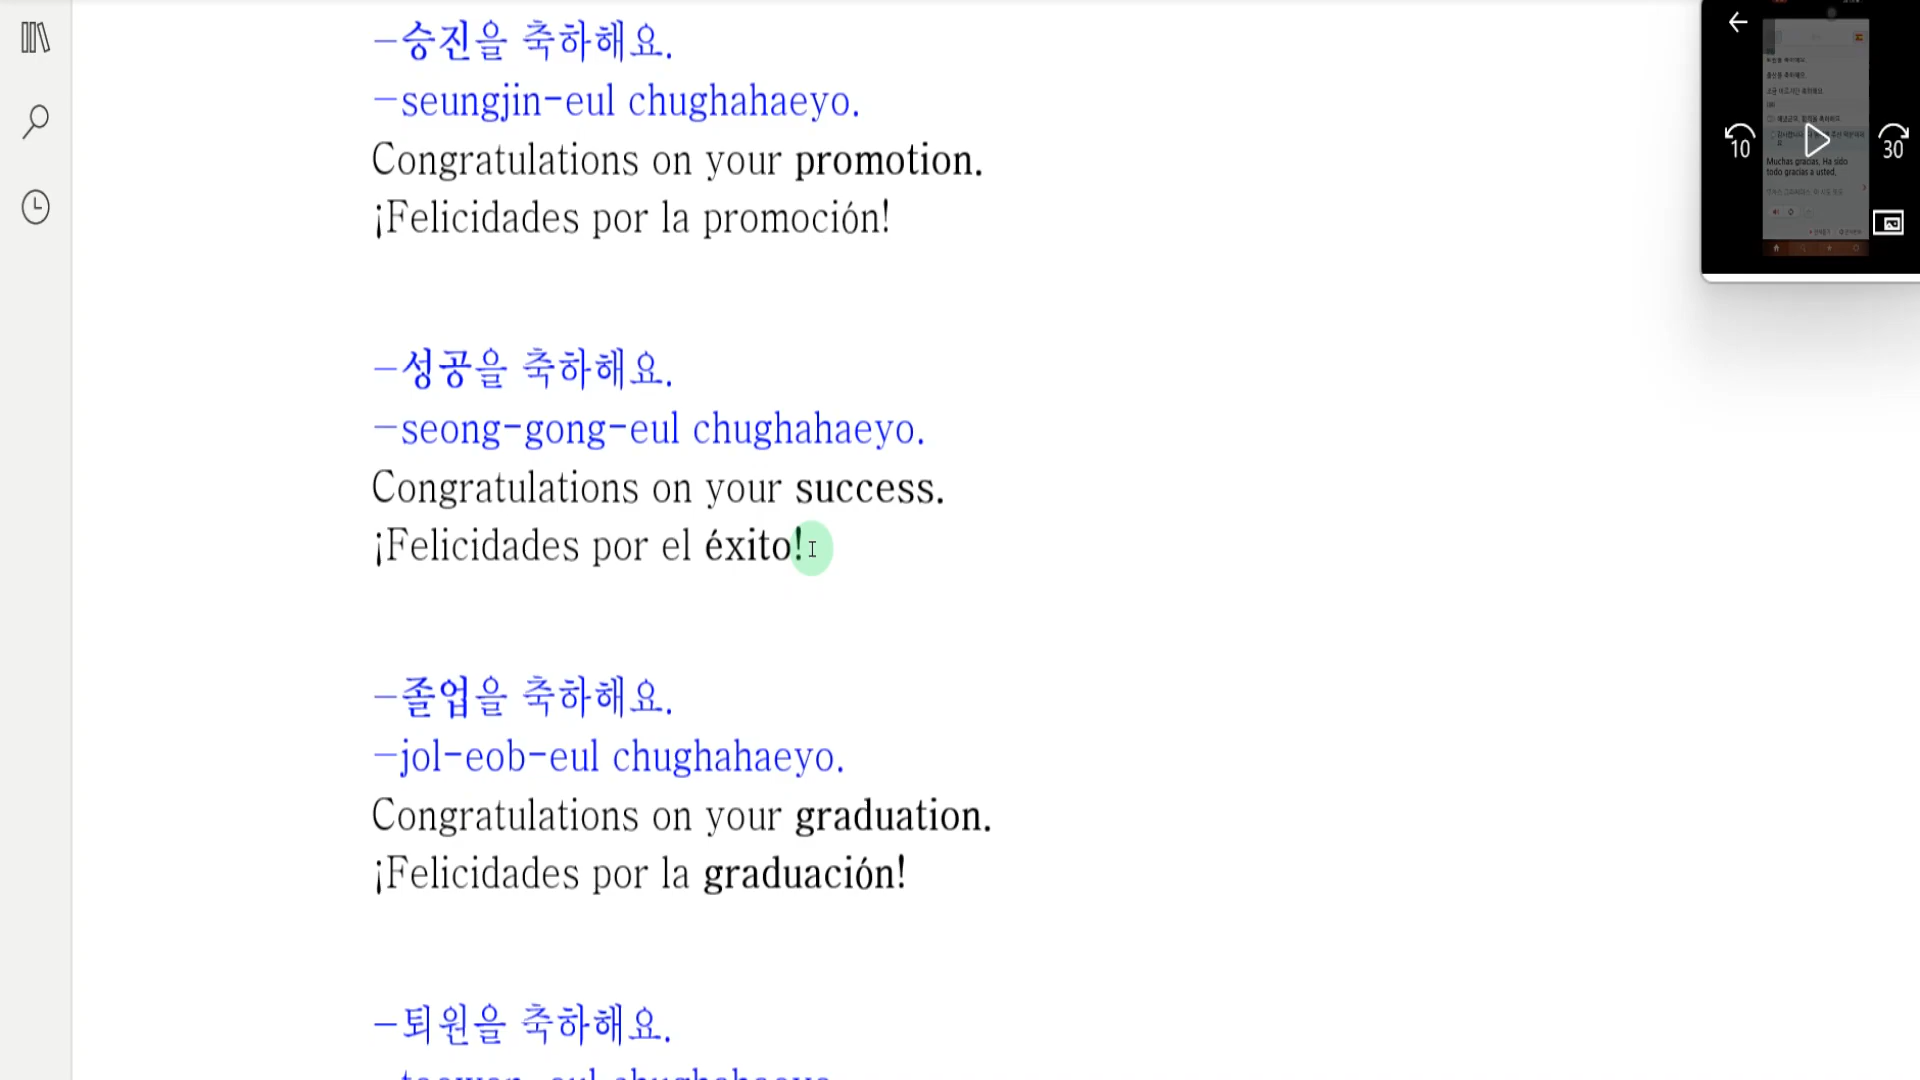 –승진을 축하해요.
–seungjin-eul chughahaeyo.
Congratulations on your promotion.
¡Felicidades por la promoción!
–성공을 축하해요.
–seong-gong-eul chughahaeyo.
Congratulations on your success.
¡Felicidades por el éxito!
–졸업을 축하해요.
–jol-eob-eul chughahaeyo.
Congratulations on your graduation.
¡Felicidades por la graduación!
–퇴원을 축하해요.
10
30
Muchas gracias. Ha sido
todo gracias a usted.